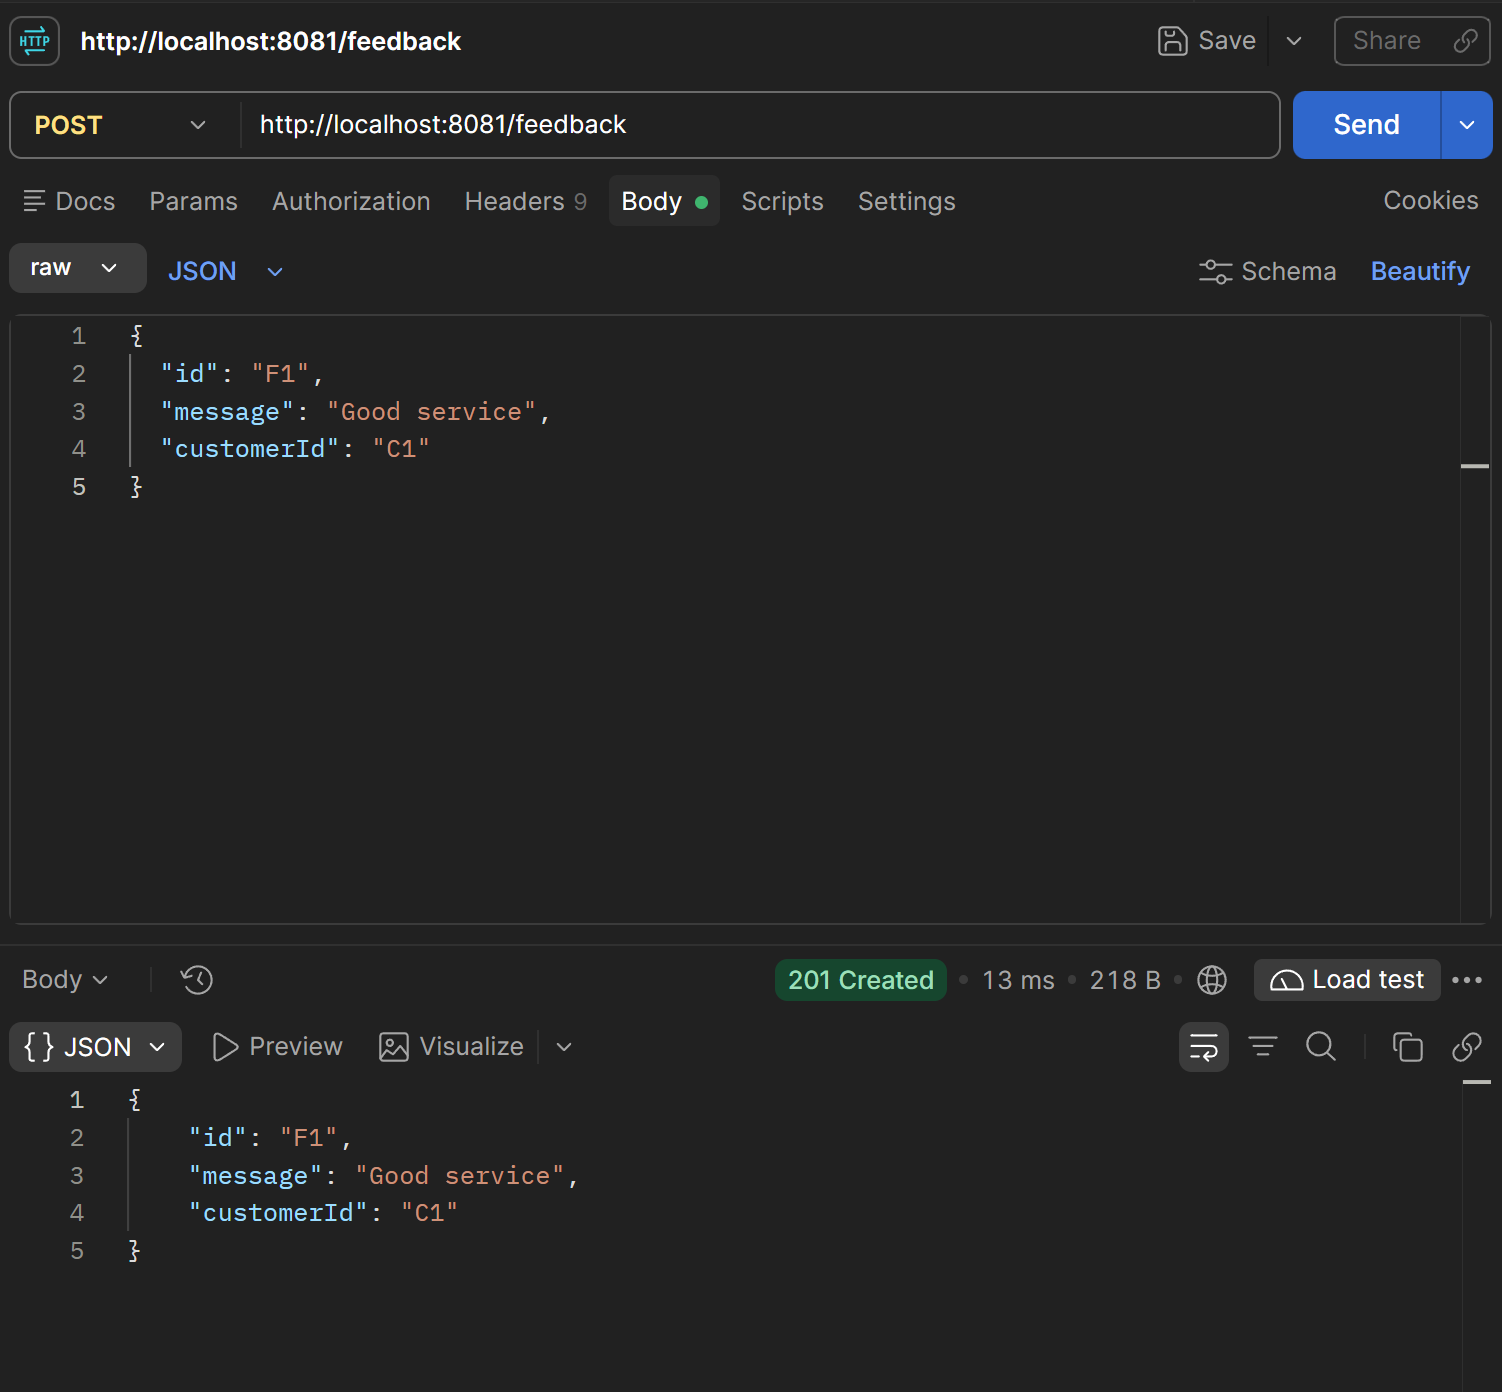 HTTP http://localhost:8081/feedback Save Share
POST http://localhost:8081/feedback Send
Docs Params Authorization Headers 9 Body Scripts Settings Cookies
raw JSON Schema Beautify
1 {
2 "id": "F1",
3 "message": "Good service",
4 "customerId": "C1"
5 }
Body 201 Created • 13 ms • 218 B • Load test
{} JSON Preview Visualize
1 {
2 "id": "F1",
3 "message": "Good service",
4 "customerId": "C1"
5 }